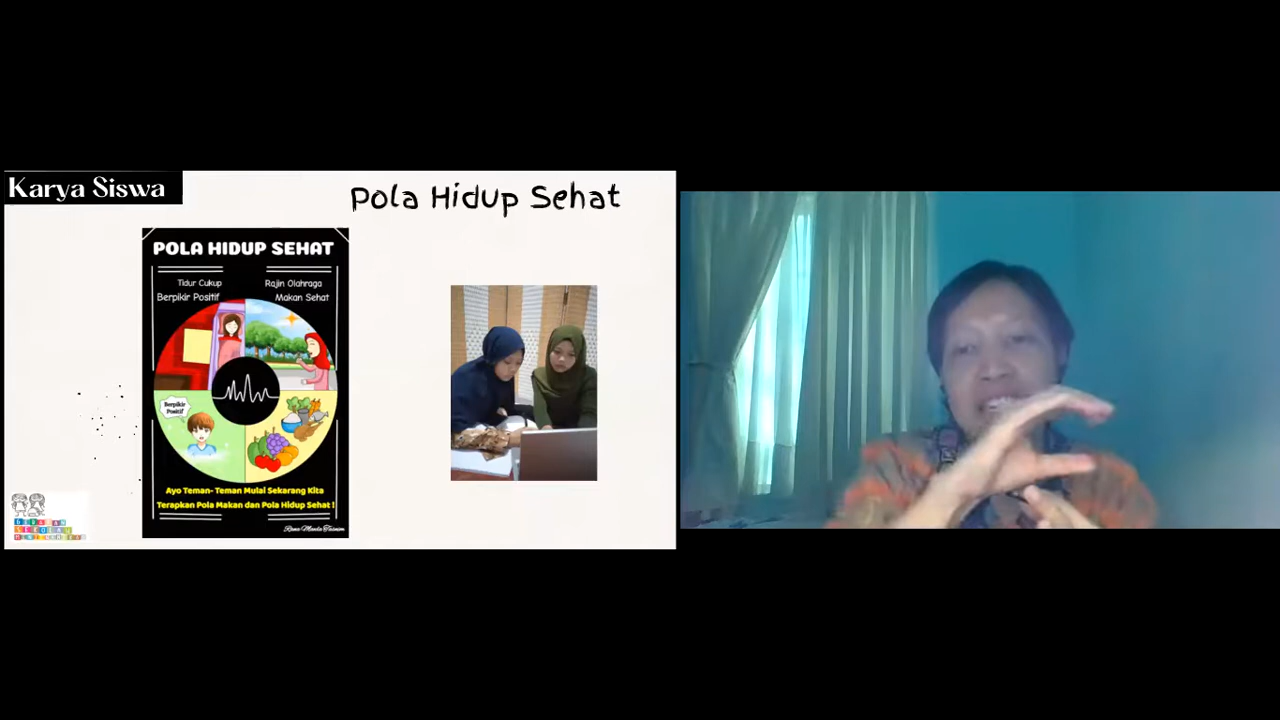 Karya Siswa
Pola Hidup Sehat
POLA HIDUP SEHAT
Tidur Cukup
Berpikir Positif
Rajin Olahraga
Makan Sehat
Berpikir
Positif
Ayo Teman- Teman Mulai Sekarang Kita
Terapkan Pola Makan dan Pola Hidup Sehat !